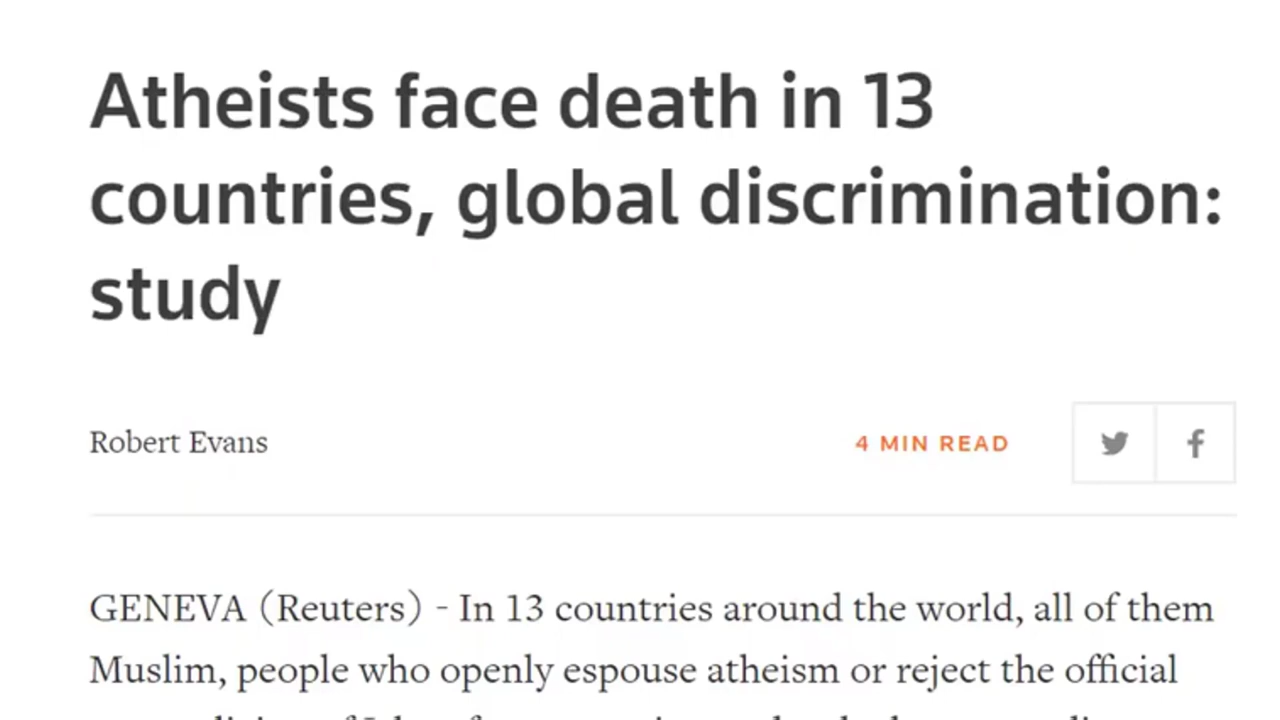 Atheists face death in 13
countries, global discrimination:
study
Robert Evans
4 MIN READ
GENEVA (Reuters) - In 13 countries around the world, all of them
Muslim, people who openly espouse atheism or reject the official